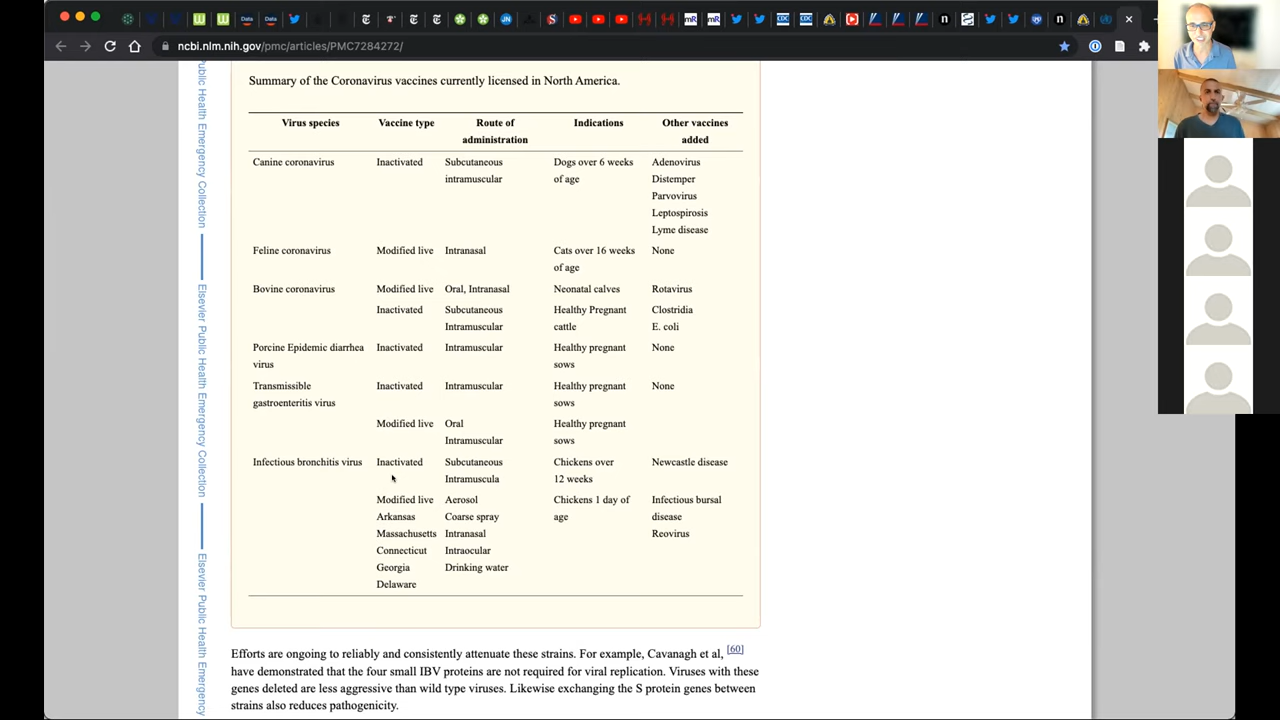 ncbi.nlm.nih.gov/pmc/articles/PMC7284272/
Summary of the Coronavirus vaccines currently licensed in North America.
Virus species Vaccine type Route of administration Indications Other vaccines added
Canine coronavirus Inactivated Subcutaneous Dogs over 6 weeks Adenovirus
intramuscular of age Distemper
Parvovirus
Leptospirosis
Lyme disease
Feline coronavirus Modified live Intranasal Cats over 16 weeks None
of age
Bovine coronavirus Modified live Oral, Intranasal Neonatal calves Rotavirus
Inactivated Subcutaneous Healthy Pregnant Clostridia
Intramuscular cattle E. coli
Porcine Epidemic diarrhea Inactivated Intramuscular Healthy pregnant None
virus sows
Transmissible Inactivated Intramuscular Healthy pregnant None
gastroenteritis virus sows
Modified live Oral Healthy pregnant
Intramuscular sows
Infectious bronchitis virus Inactivated Subcutaneous Chickens over Newcastle disease
Intramuscula 12 weeks
Modified live Aerosol Chickens 1 day of Infectious bursal
Arkansas Coarse spray age disease
Massachusetts Intranasal Reovirus
Connecticut Intraocular
Georgia Drinking water
Delaware
Efforts are ongoing to reliably and consistently attenuate these strains. For example, Cavanagh et al, [60]
have demonstrated that the four small IBV proteins are not required for viral replication. Viruses with these
genes deleted are less aggressive than wild type viruses. Likewise exchanging the S protein genes between
strains also reduces pathogenicity.
Public Health Emergency Collection
Elsevier Public Health Emergency Collection
Elsevier Public Health Emergency